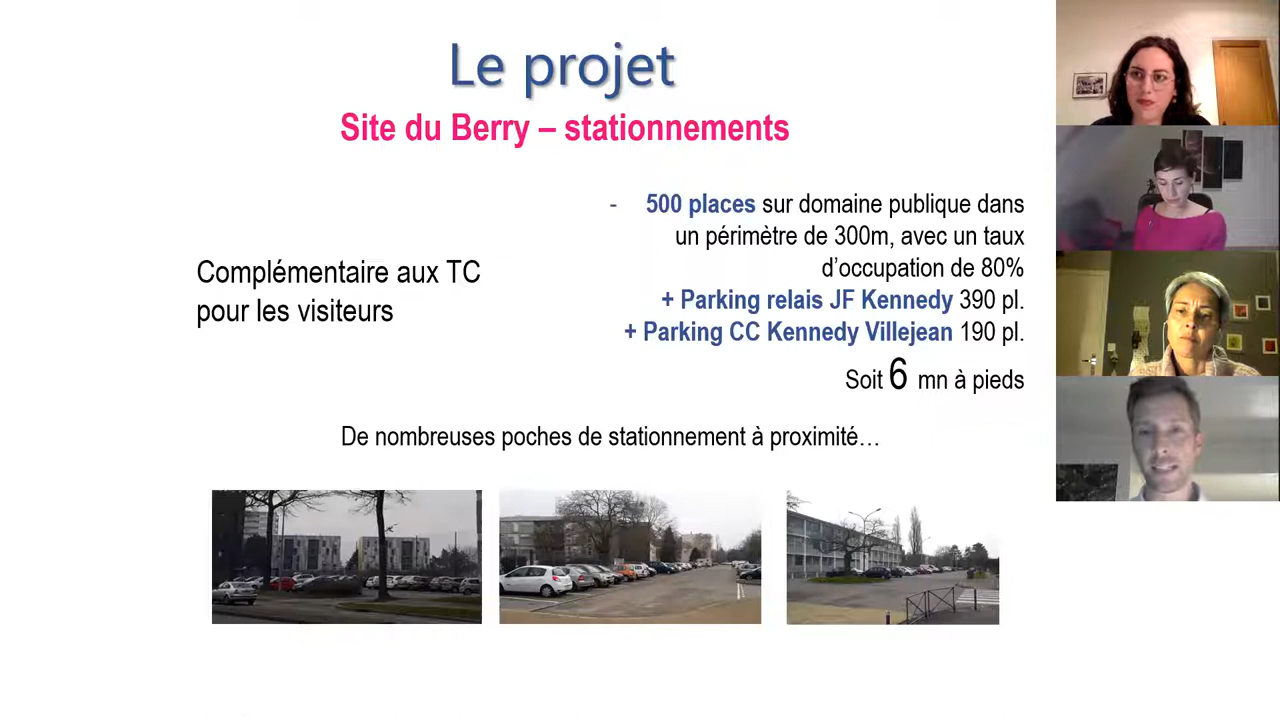 Le projet
Site du Berry – stationnements
Complémentaire aux TC
pour les visiteurs
- 500 places sur domaine publique dans
un périmètre de 300m, avec un taux
d’occupation de 80%
+ Parking relais JF Kennedy 390 pl.
+ Parking CC Kennedy Villejean 190 pl.
Soit 6 mn à pieds
De nombreuses poches de stationnement à proximité…